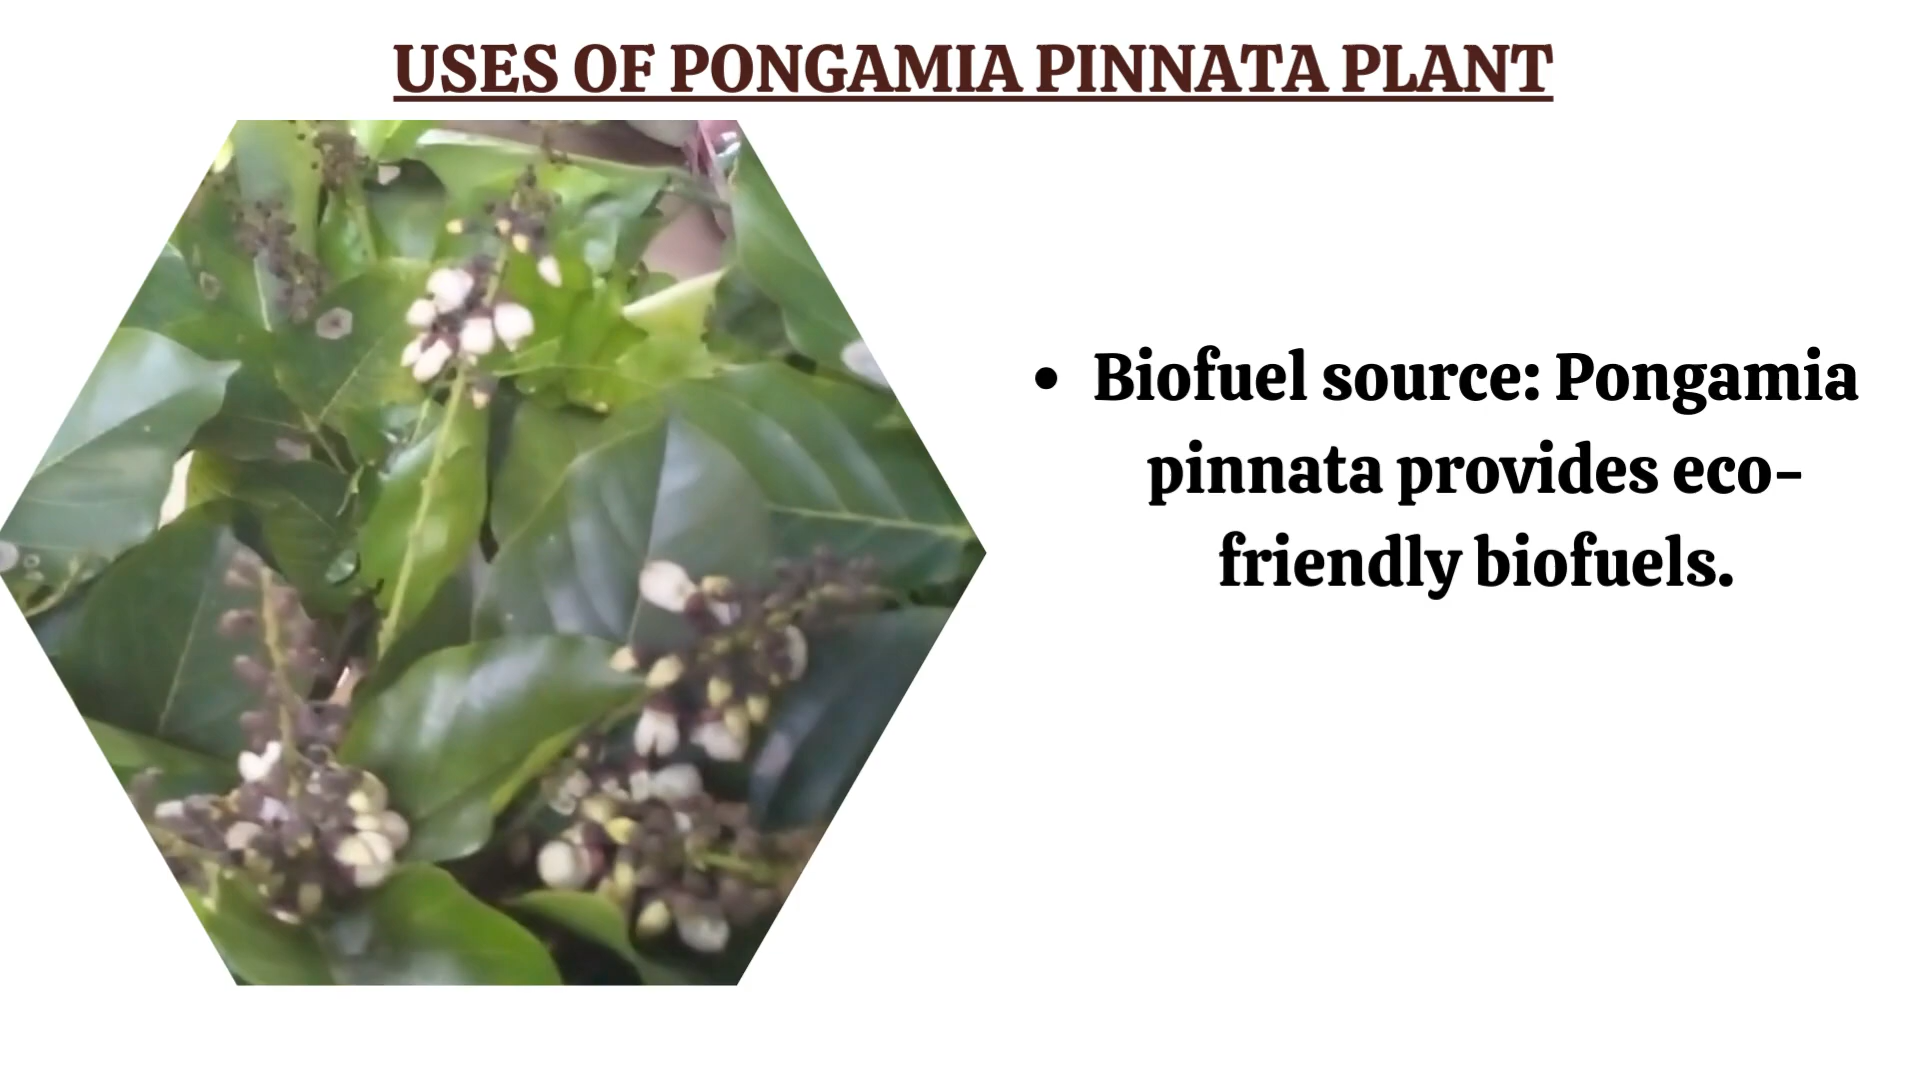 USES OF PONGAMIA PINNATA PLANT
• Biofuel source: Pongamia
pinnata provides eco-
friendly biofuels.